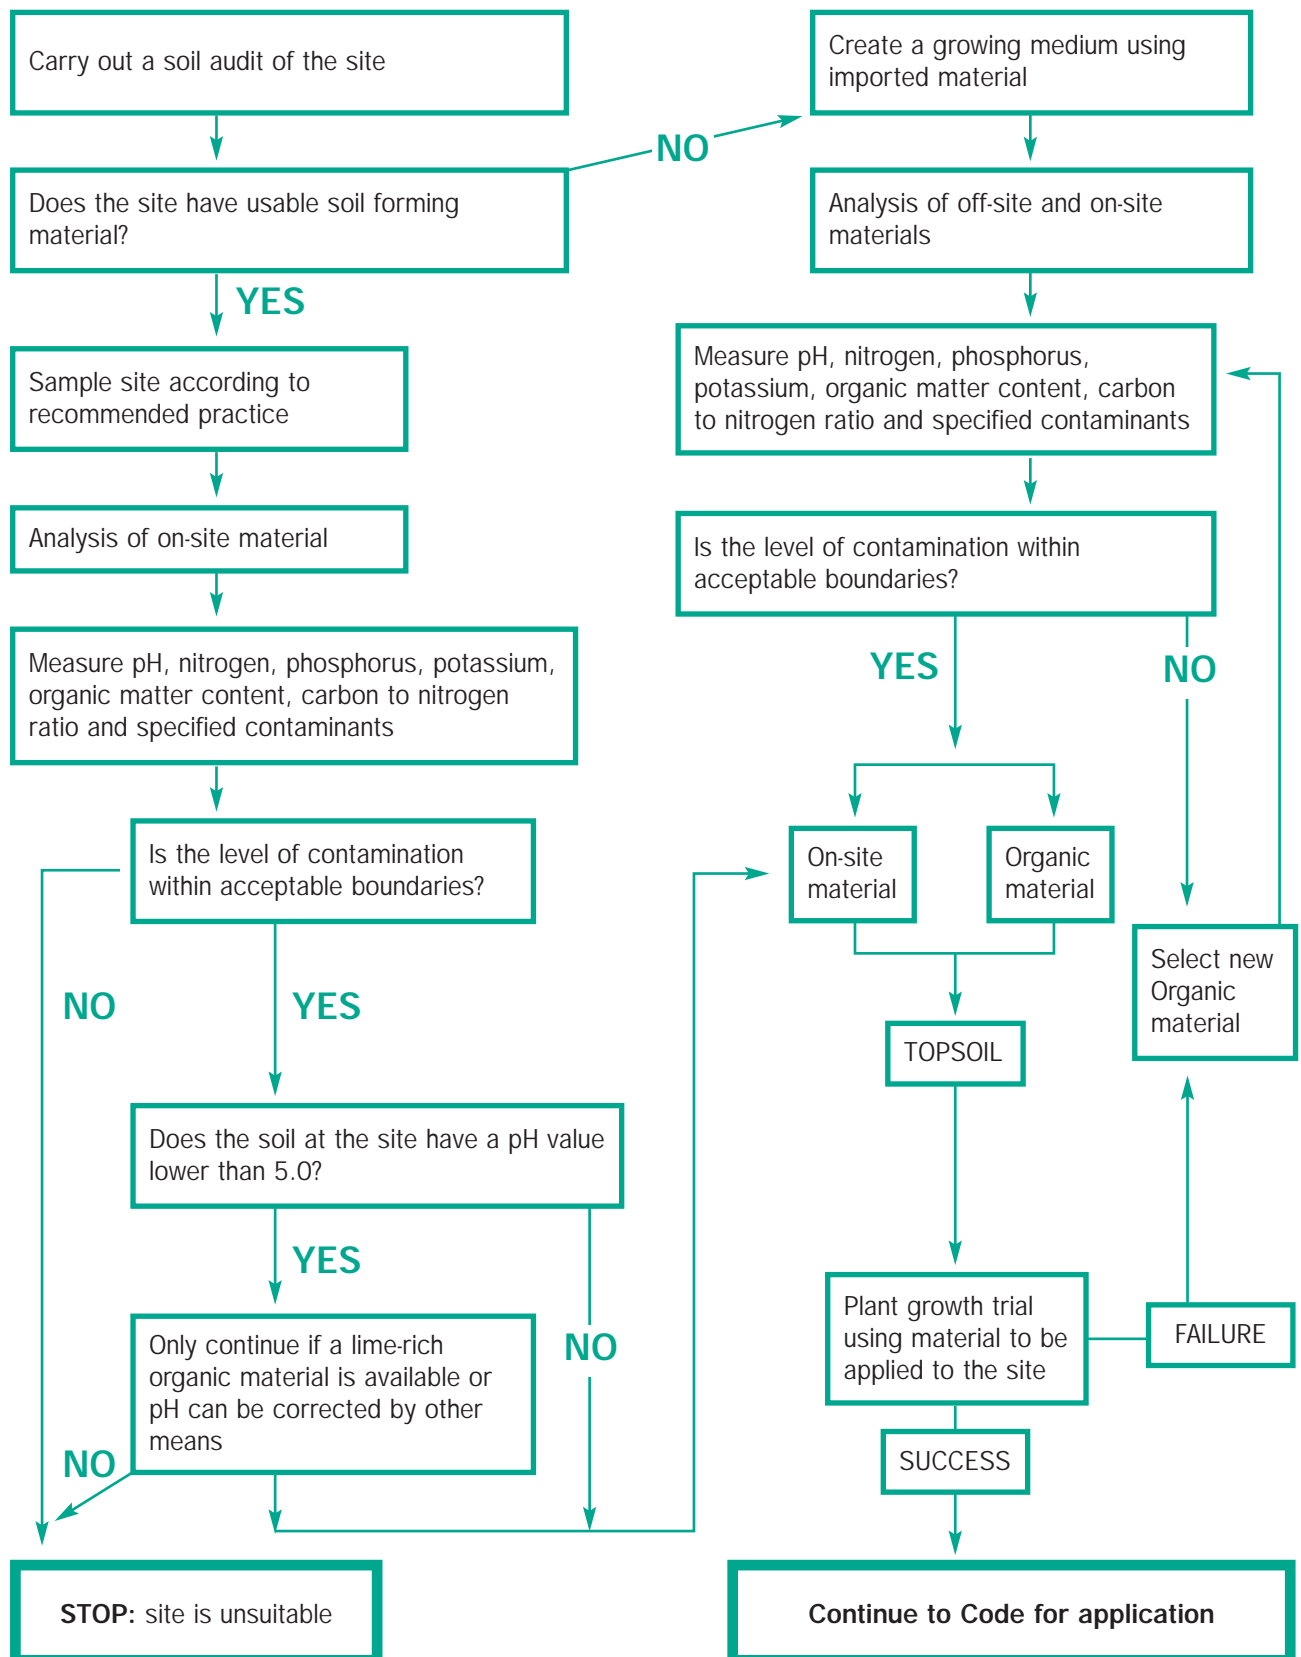 Carry out a soil audit of the site
Does the site have usable soil forming
material?
YES
NO
Sample site according to
recommended practice
Analysis of on-site material
Measure pH, nitrogen, phosphorus, potassium,
organic matter content, carbon to nitrogen
ratio and specified contaminants
Is the level of contamination
within acceptable boundaries?
NO
YES
Does the soil at the site have a pH value
lower than 5.0?
YES
NO
Only continue if a lime-rich
organic material is available or
pH can be corrected by other
means
NO
STOP: site is unsuitable
Create a growing medium using
imported material
Analysis of off-site and on-site
materials
Measure pH, nitrogen, phosphorus,
potassium, organic matter content, carbon
to nitrogen ratio and specified contaminants
Is the level of contamination within
acceptable boundaries?
YES
NO
On-site
material
Organic
material
Select new
Organic
material
TOPSOIL
Plant growth trial
using material to be
applied to the site
FAILURE
SUCCESS
Continue to Code for application